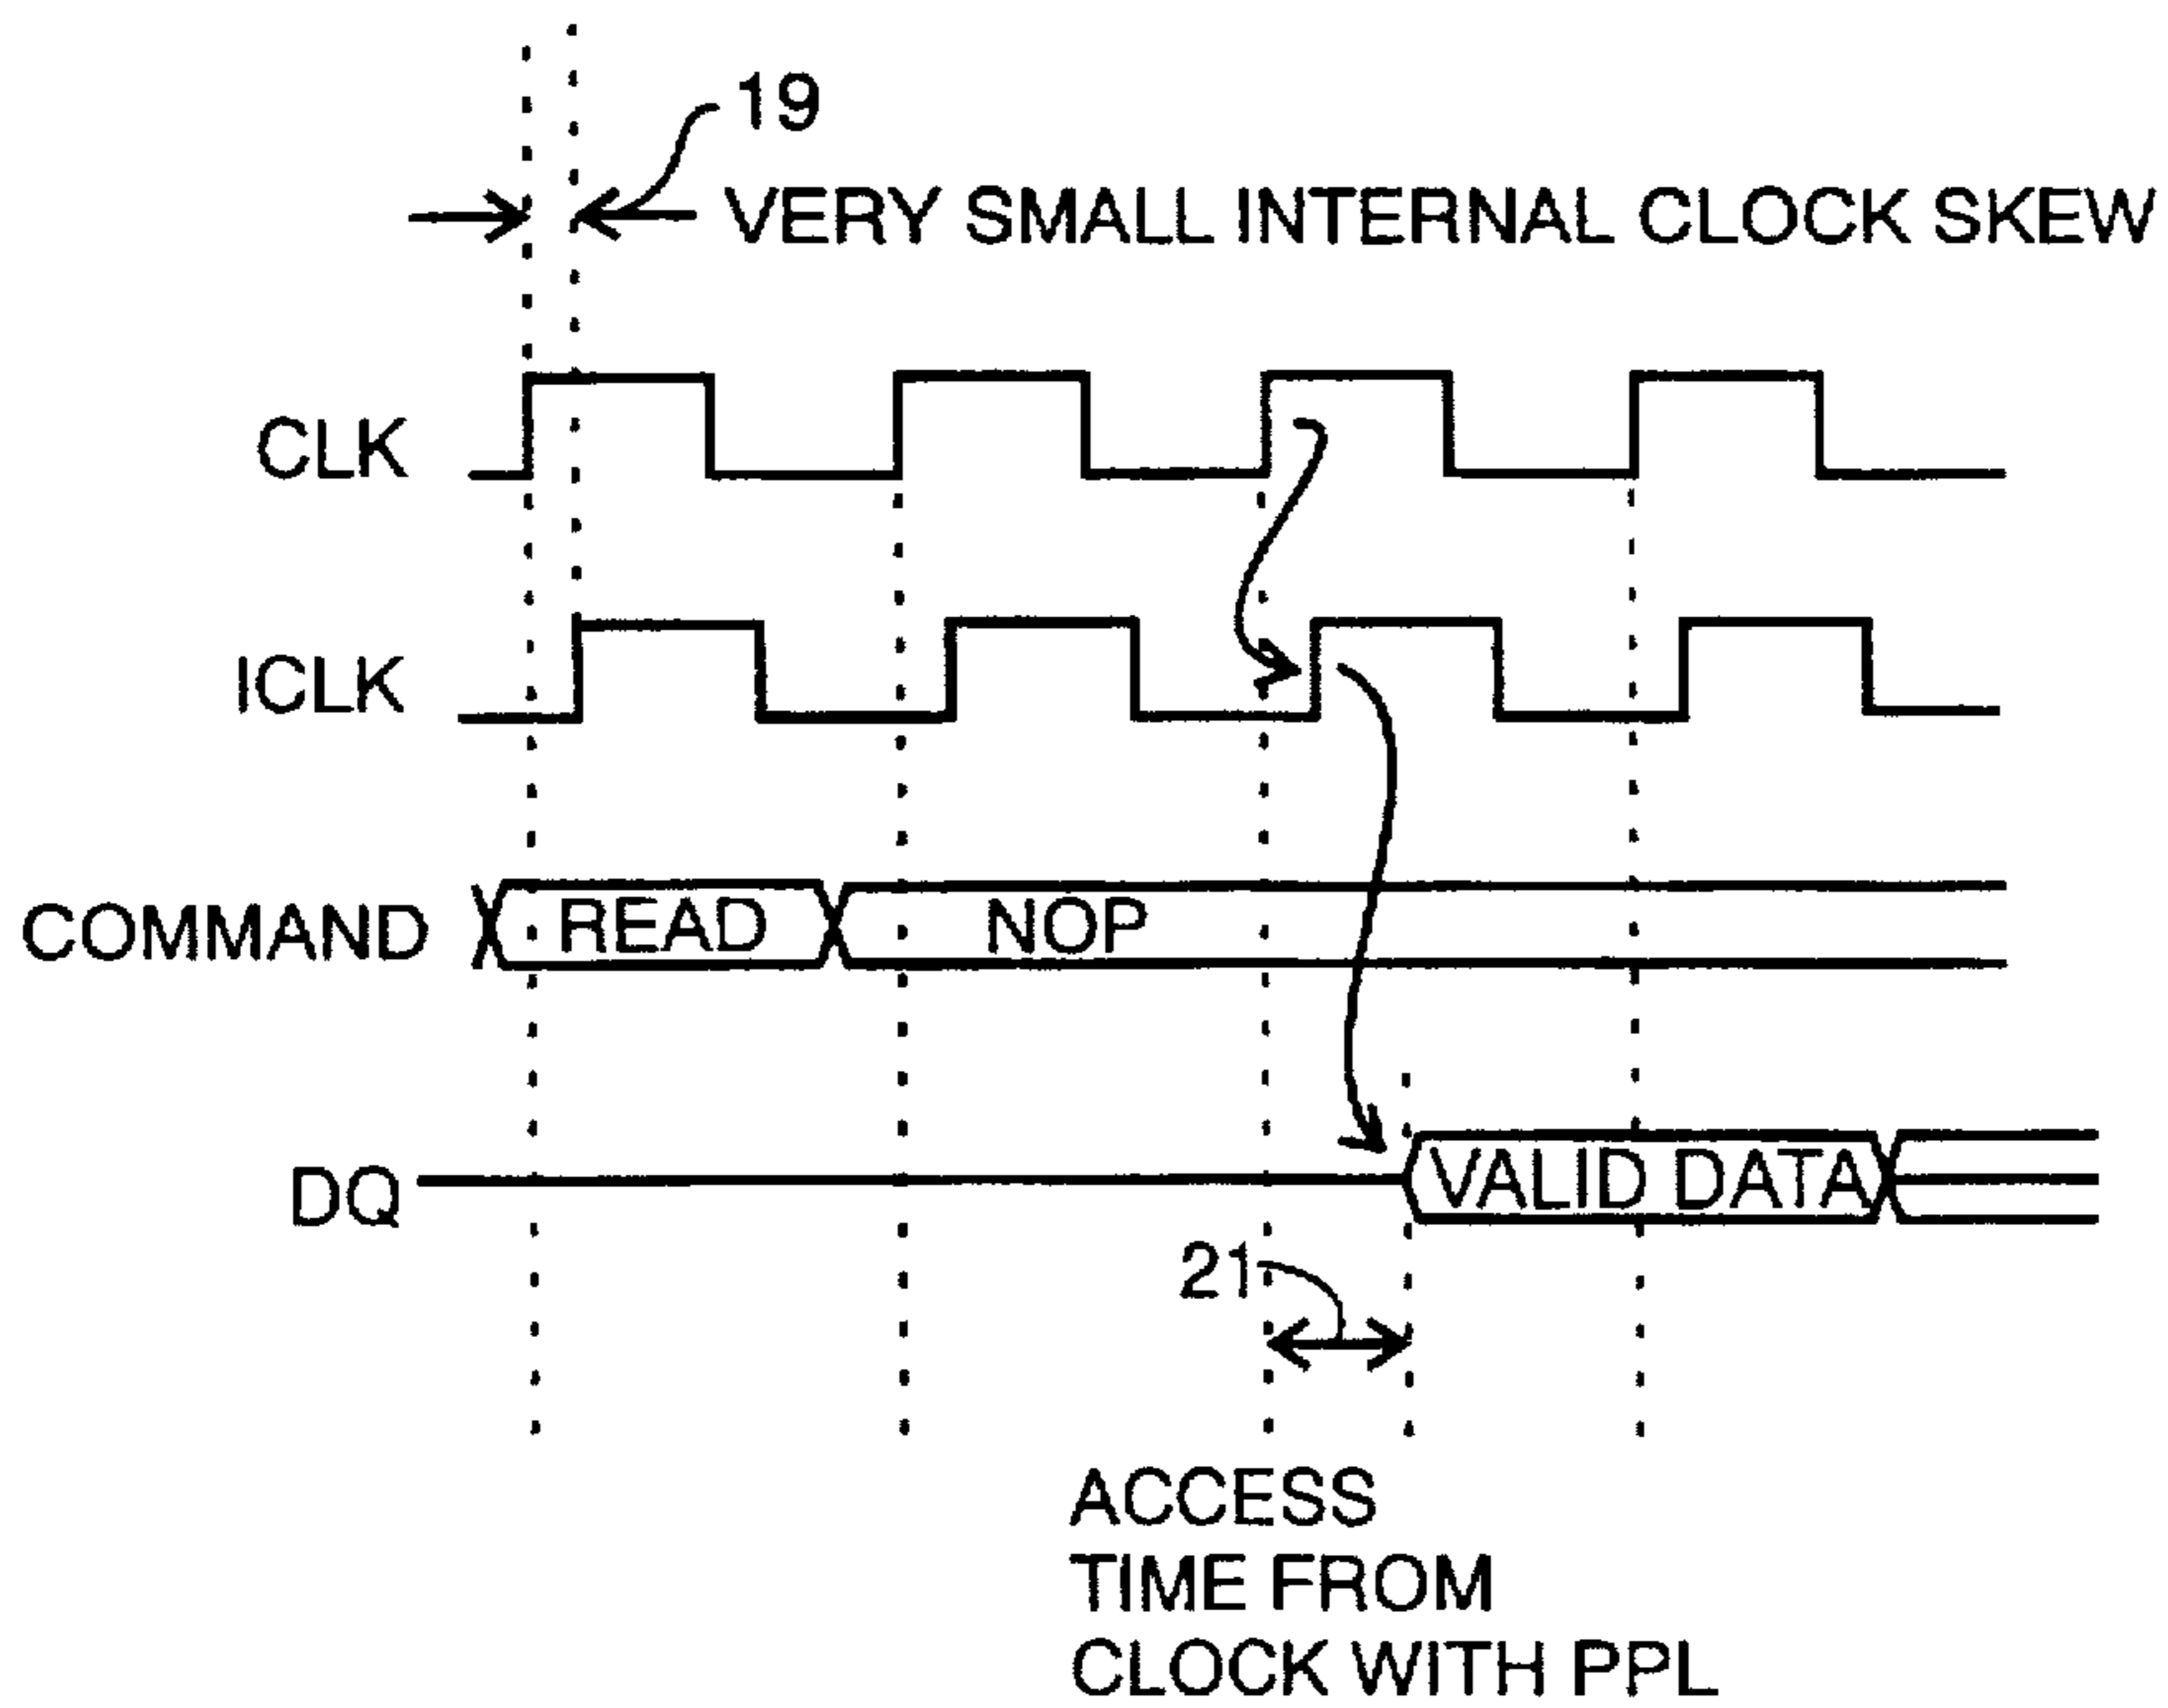 19
VERY SMALL INTERNAL CLOCK SKEW
CLK
ICLK
COMMAND READ NOP
DQ VALID DATA
21
ACCESS
TIME FROM
CLOCK WITH PPL